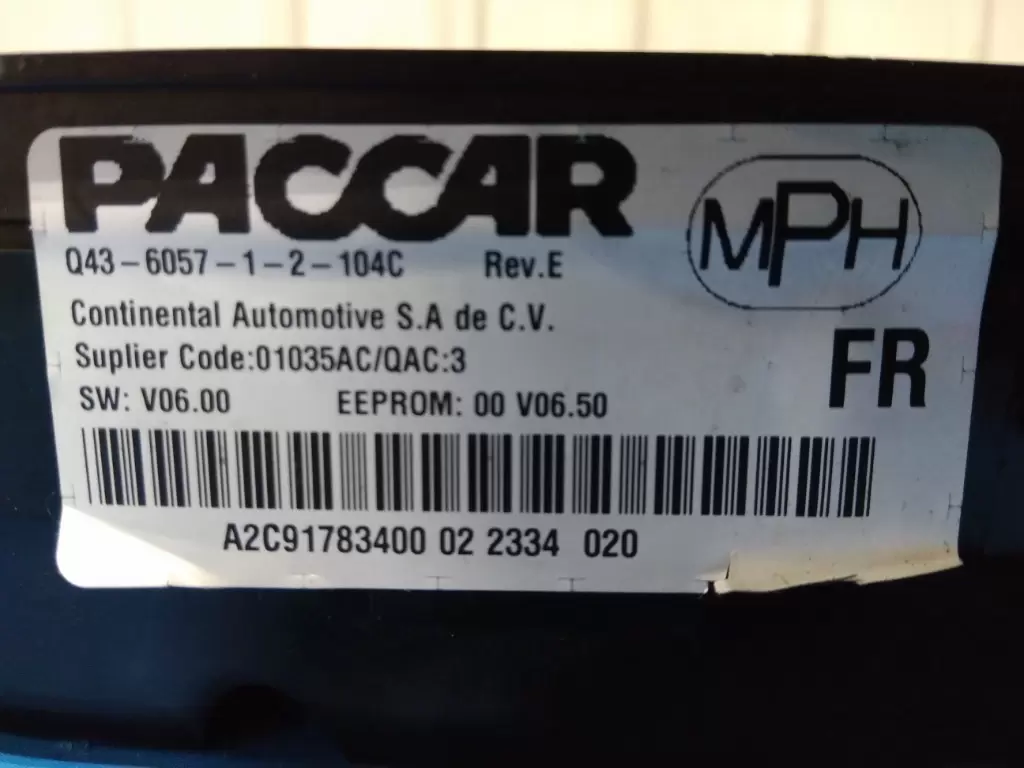 PACCAR
MPH
Q43-6057-1-2-104C Rev.E
Continental Automotive S.A de C.V.
Suplier Code:01035AC/QAC:3
FR
SW: V06.00 EEPROM: 00 V06.50
A2C91783400 02 2334 020